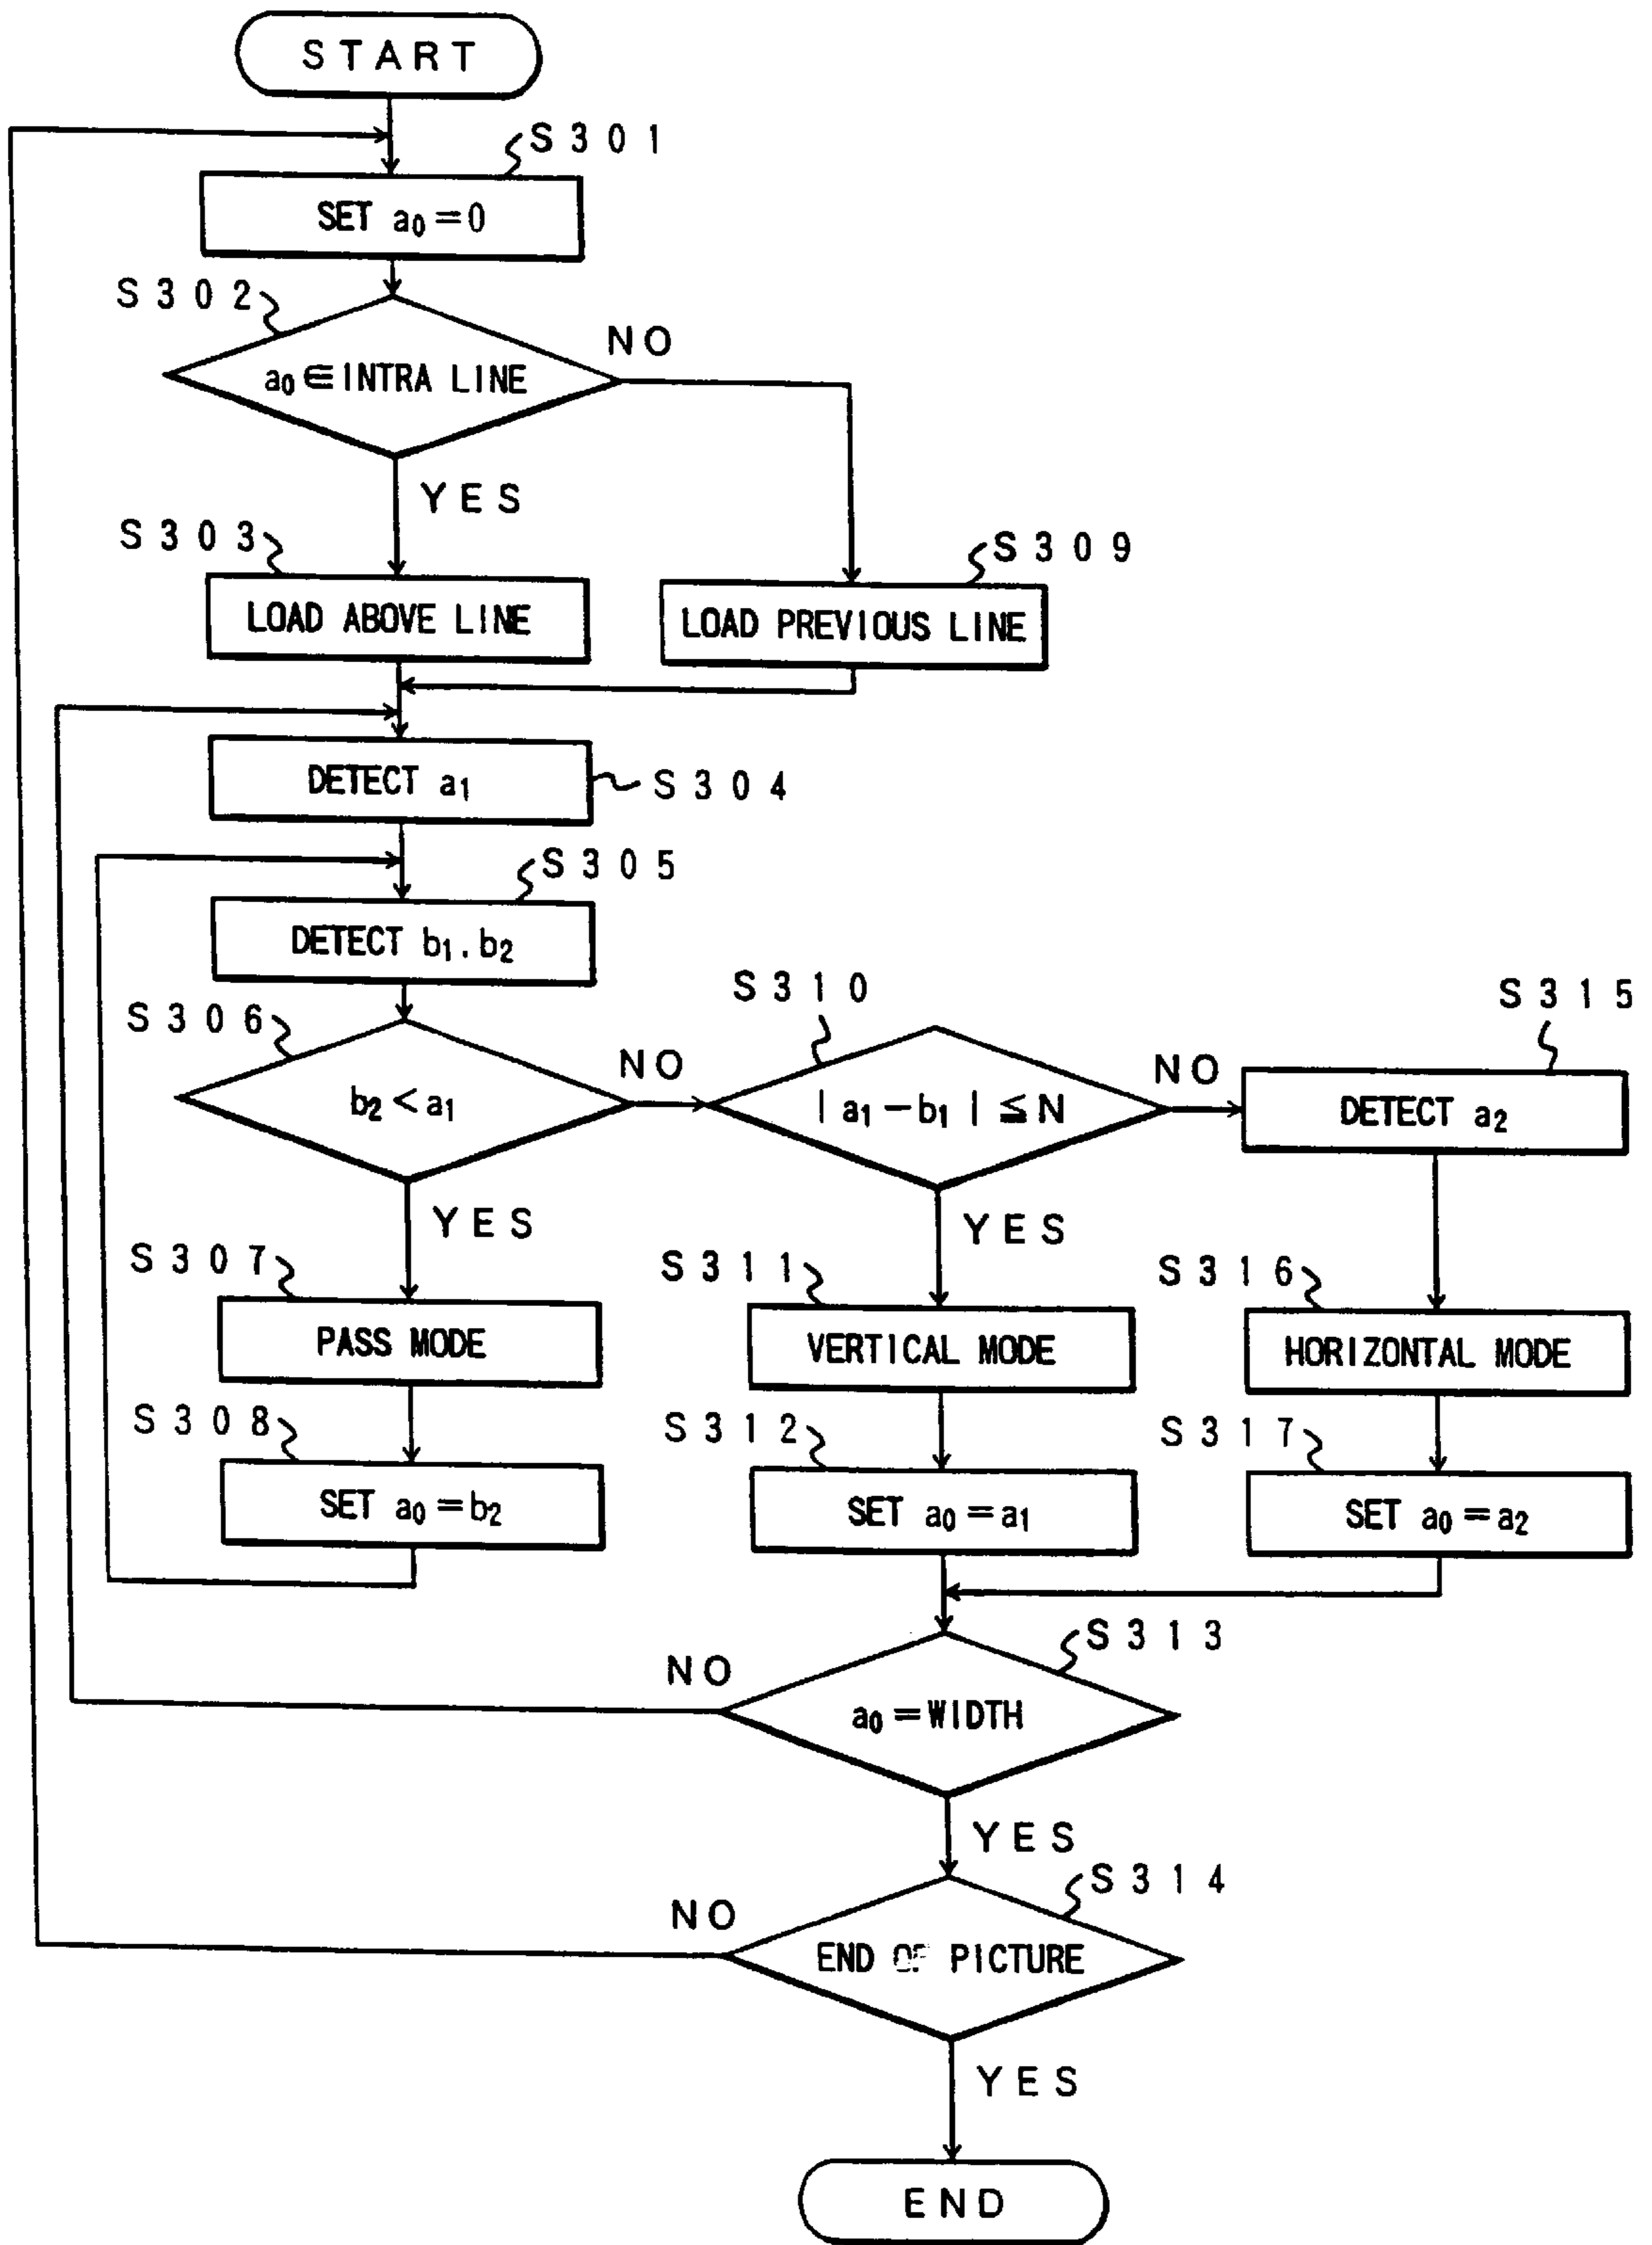 START
S301
SET a₀=0
S302
NO
a₀∈INTRA LINE
YES
S303
S309
LOAD ABOVE LINE
LOAD PREVIOUS LINE
DETECT a₁
S304
S305
DETECT b₁.b₂
S310
S315
S306
NO
NO
b₂<a₁
|a₁−b₁|≦N
DETECT a₂
YES
YES
S307
S311
S316
PASS MODE
VERTICAL MODE
HORIZONTAL MODE
S308
S312
S317
SET a₀=b₂
SET a₀=a₁
SET a₀=a₂
S313
NO
a₀=WIDTH
YES
S314
NO
END OF PICTURE
YES
END